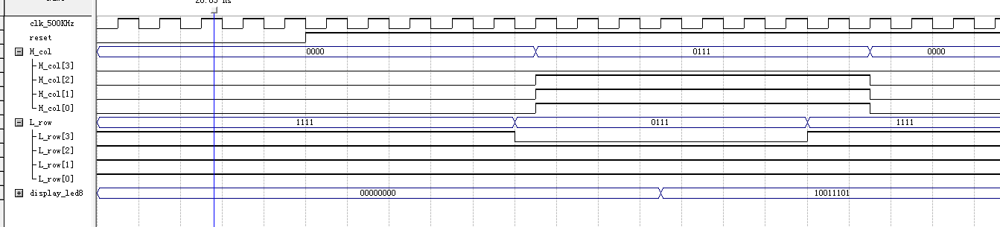 clk_500KHz
reset
H_col 0000 0111 0000
H_col[3]
H_col[2]
H_col[1]
H_col[0]
L_row 1111 0111 1111
L_row[3]
L_row[2]
L_row[1]
L_row[0]
display_led8 00000000 10011101